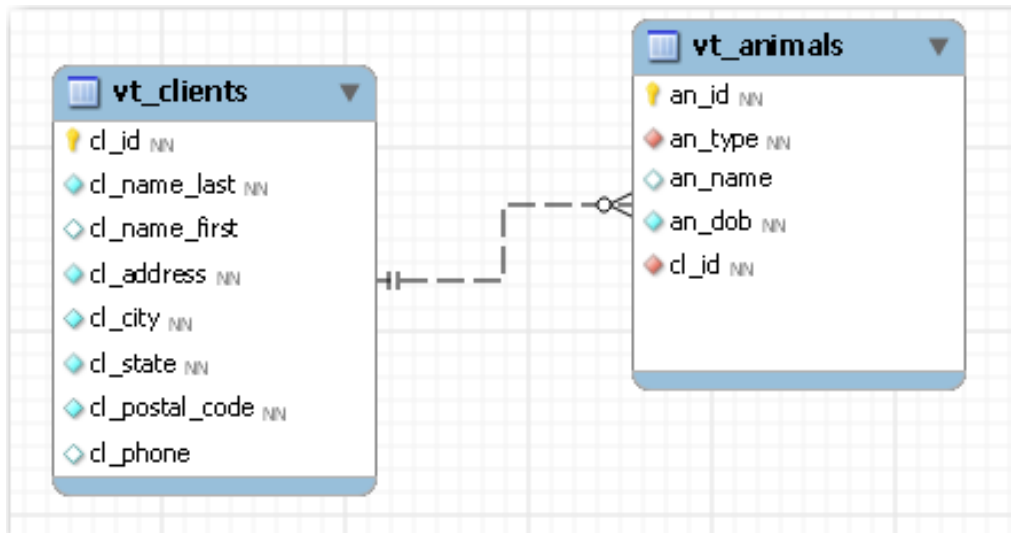 vt_clients
cl_id NN
cl_name_last NN
cl_name_first
cl_address NN
cl_city NN
cl_state NN
cl_postal_code NN
cl_phone
vt_animals
an_id NN
an_type NN
an_name
an_dob NN
cl_id NN